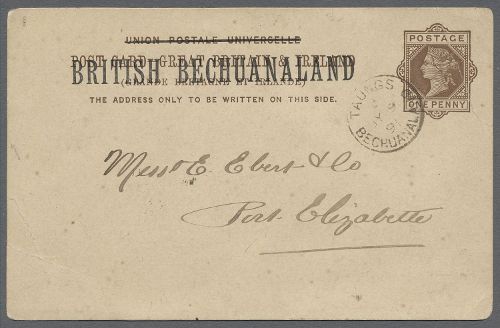 UNION POSTALE UNIVERSELLE
POST CARD - GREAT BRITAIN & IRELAND
BRITISH BECHUANALAND
(GRANDE BRETAGNE ET IRLANDE)
THE ADDRESS ONLY TO BE WRITTEN ON THIS SIDE.
POSTAGE
ONE PENNY
TAUNGS
BECHUANAL
Messrs E. Ebert & Co
Port Elizabeth